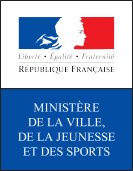 Liberté • Égalité • Fraternité
RÉPUBLIQUE FRANÇAISE
MINISTÈRE
DE LA VILLE,
DE LA JEUNESSE
ET DES SPORTS